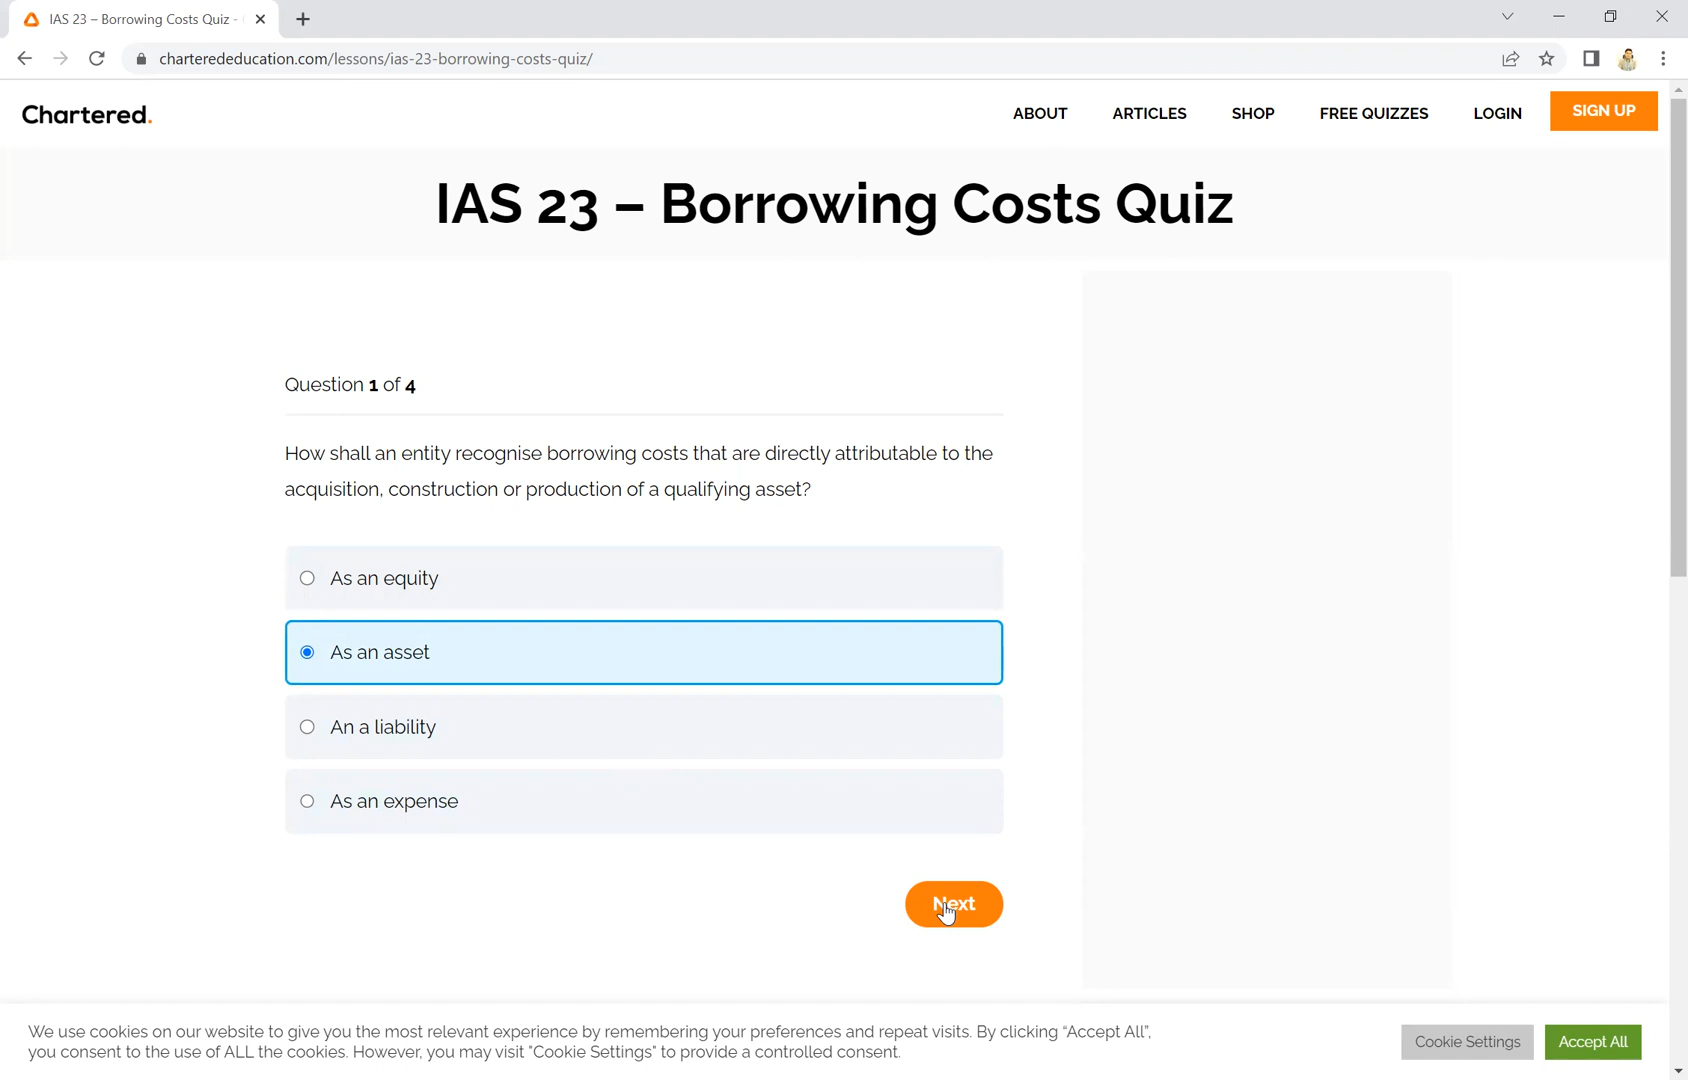 IAS 23 – Borrowing Costs Quiz -
charterededucation.com/lessons/ias-23-borrowing-costs-quiz/
Chartered.
ABOUT
ARTICLES
SHOP
FREE QUIZZES
LOGIN
SIGN UP
IAS 23 – Borrowing Costs Quiz
Question 1 of 4
How shall an entity recognise borrowing costs that are directly attributable to the
acquisition, construction or production of a qualifying asset?
As an equity
As an asset
An a liability
As an expense
Next
We use cookies on our website to give you the most relevant experience by remembering your preferences and repeat visits. By clicking “Accept All”,
you consent to the use of ALL the cookies. However, you may visit "Cookie Settings" to provide a controlled consent.
Cookie Settings
Accept All